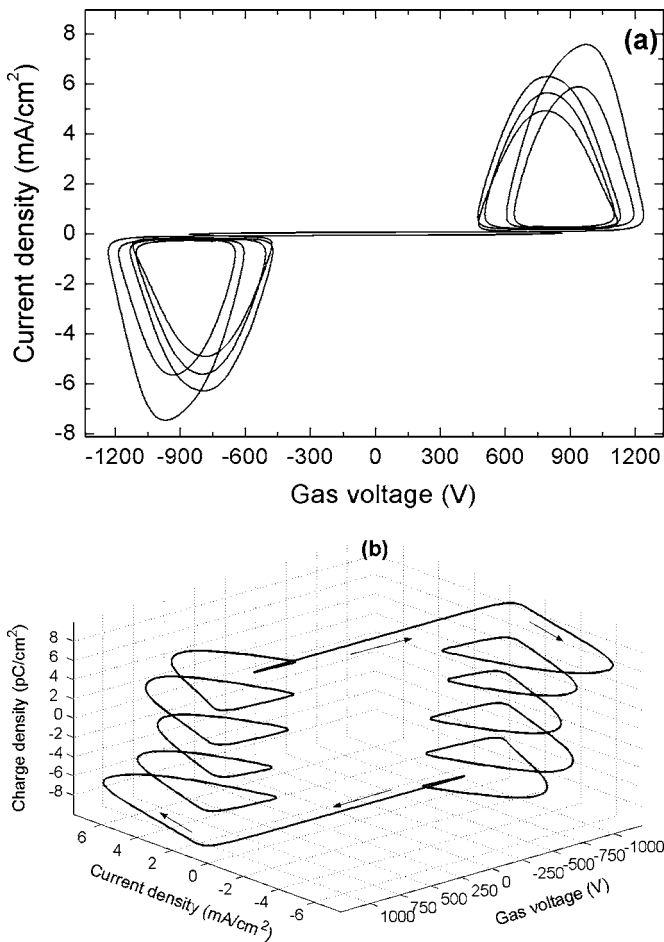 (a)
8
6
4
2
0
-2
-4
-6
-8
Current density (mA/cm²)
-1200 -900 -600 -300 0 300 600 900 1200
Gas voltage (V)
(b)
8
6
4
2
0
-2
-4
-6
-8
Charge density (pC/cm²)
6 4 2 0 -2 -4 -6
Current density (mA/cm²)
1000 750 500 250 0 -250 -500 -750 -1000
Gas voltage (V)